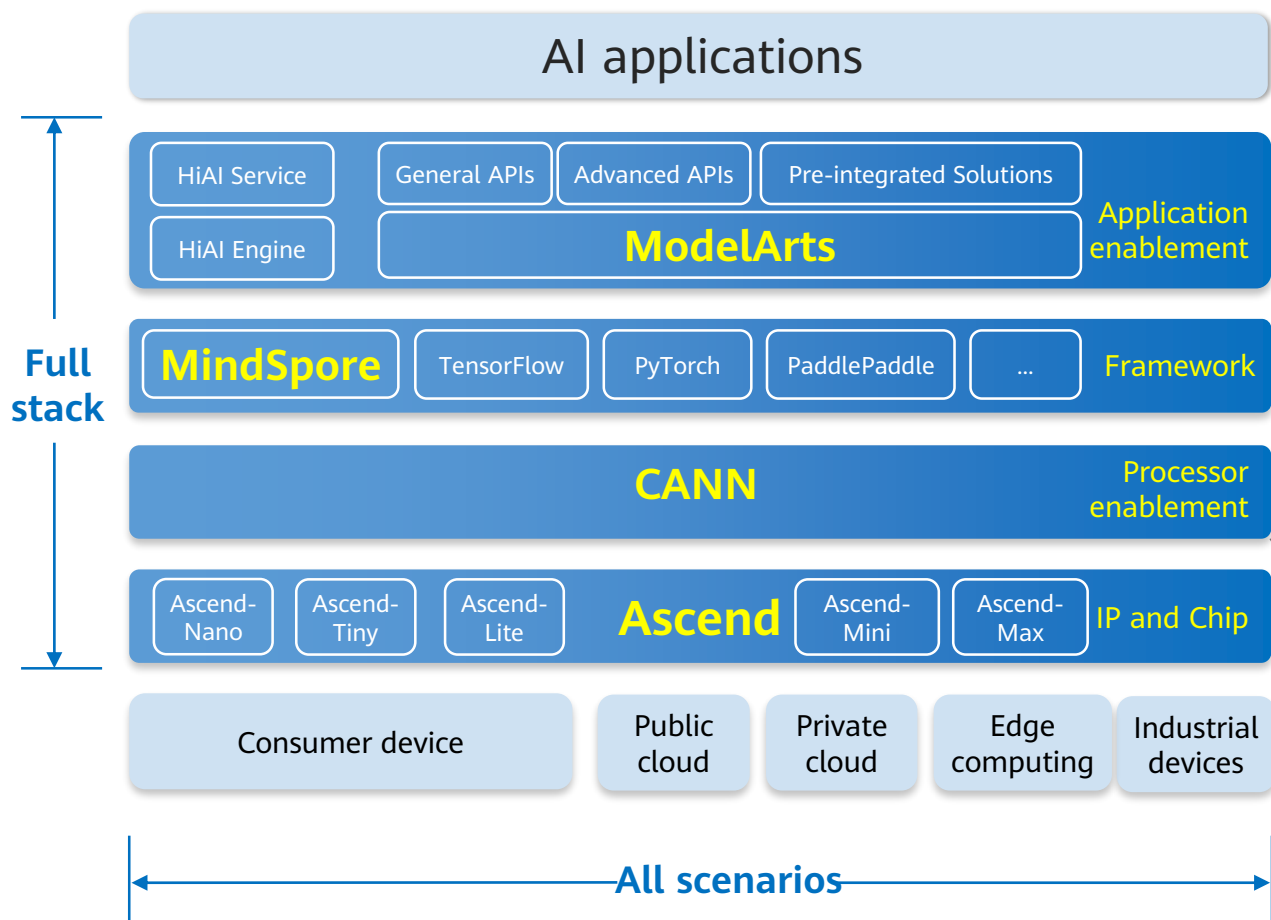 AI applications
HiAI Service
General APIs
Advanced APIs
Pre-integrated Solutions
HiAI Engine
ModelArts
Application
enablement
Full
stack
MindSpore
TensorFlow
PyTorch
PaddlePaddle
...
Framework
CANN
Processor
enablement
Ascend-
Nano
Ascend-
Tiny
Ascend-
Lite
Ascend
Ascend-
Mini
Ascend-
Max
IP and Chip
Consumer device
Public
cloud
Private
cloud
Edge
computing
Industrial
devices
All scenarios